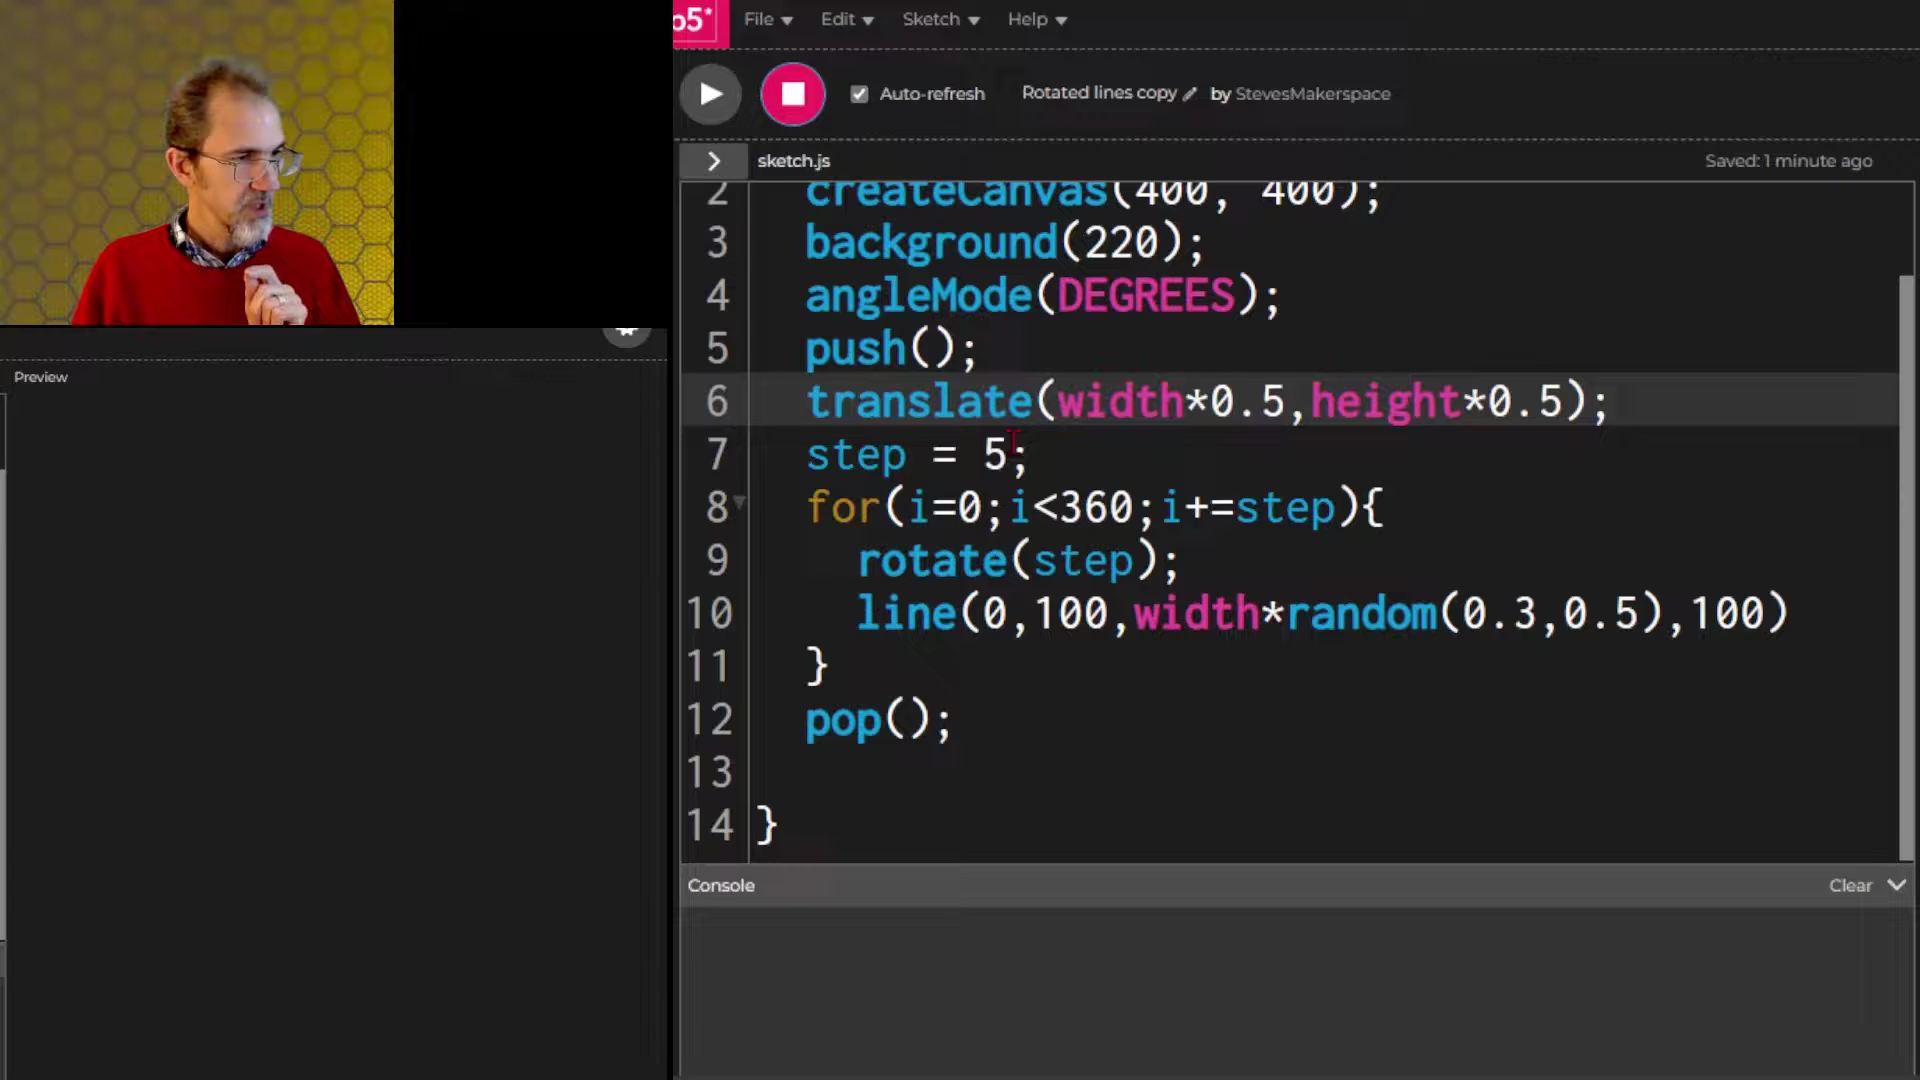 p5*
File
Edit
Sketch
Help
Auto-refresh
Rotated lines copy
by StevesMakerspace
sketch.js
Saved: 1 minute ago
Preview
2 createCanvas(400, 400);
3 background(220);
4 angleMode(DEGREES);
5 push();
6 translate(width*0.5,height*0.5);
7 step = 5;
8 for(i=0;i<360;i+=step){
9 rotate(step);
10 line(0,100,width*random(0.3,0.5),100)
11 }
12 pop();
13
14 }
Console
Clear